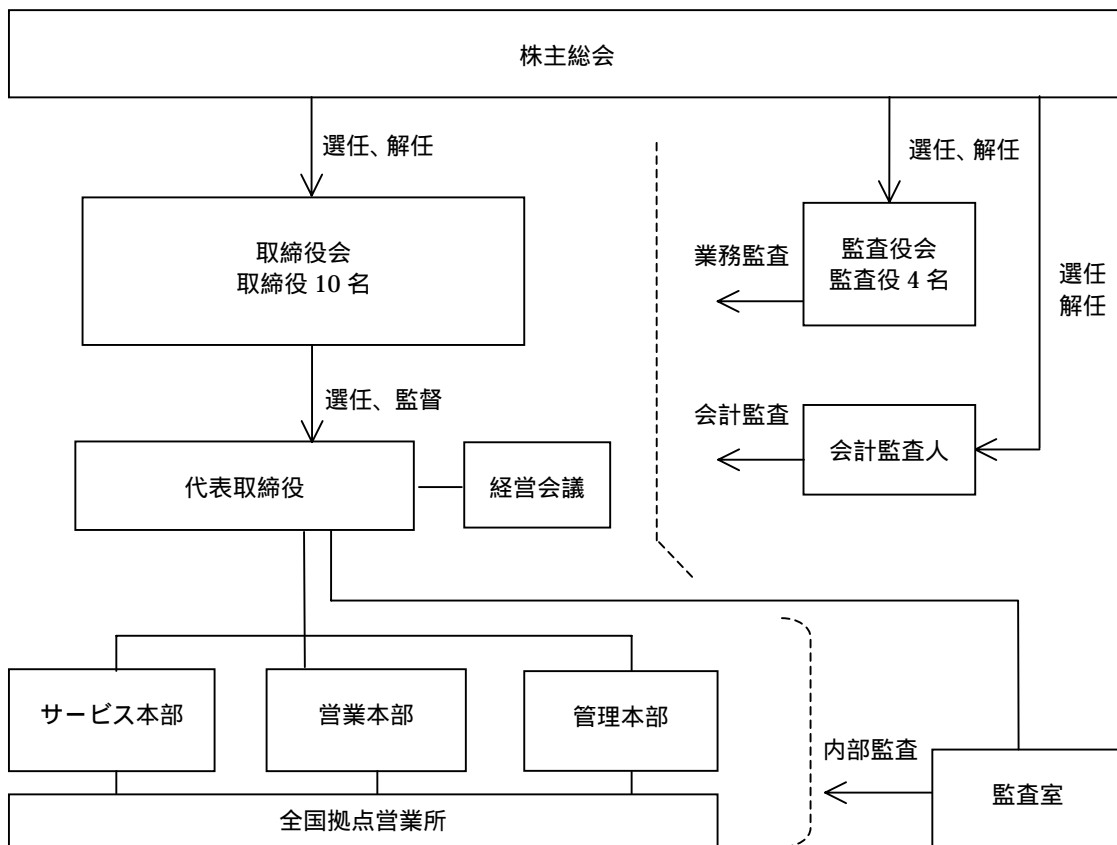 株主総会
選任、解任
選任、解任
取締役会
取締役 10 名
業務監査
監査役会
監査役 4 名
選任
解任
選任、監督
会計監査
会計監査人
代表取締役
経営会議
サービス本部
営業本部
管理本部
内部監査
監査室
全国拠点営業所